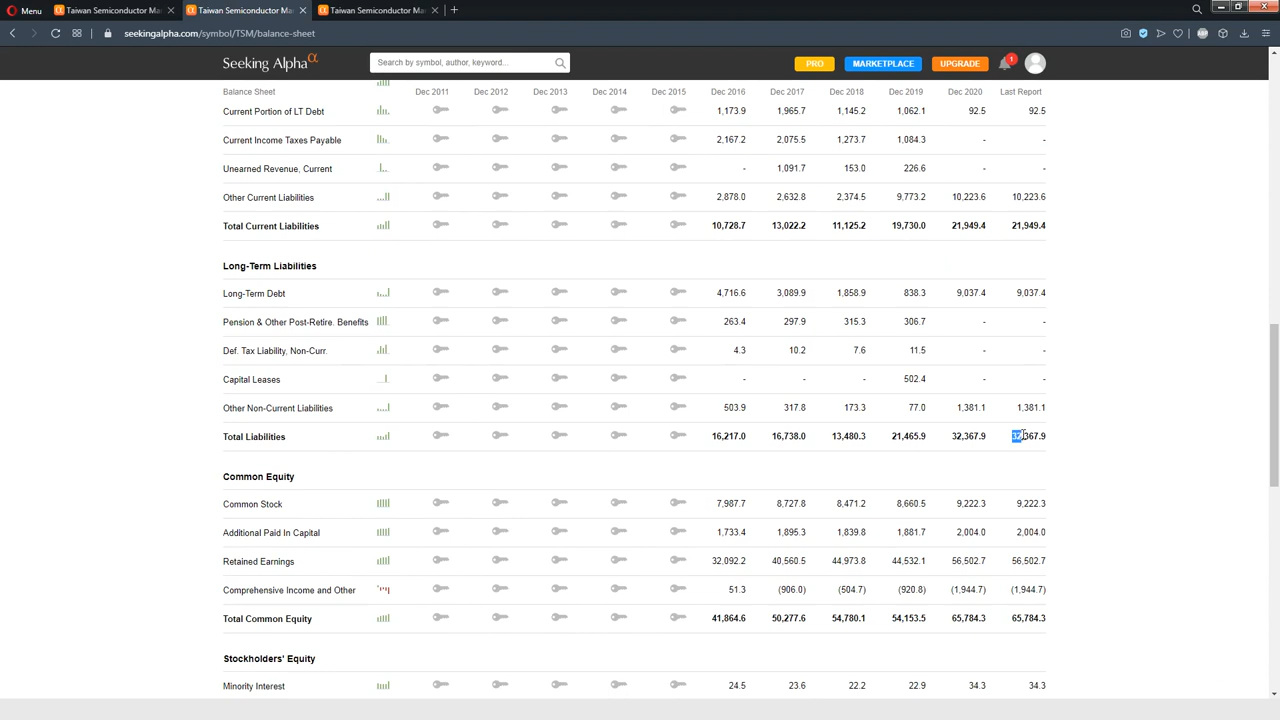 Menu Taiwan Semiconductor Ma Taiwan Semiconductor Ma Taiwan Semiconductor Ma
seekingalpha.com/symbol/TSM/balance-sheet
Seeking Alpha α Search by symbol, author, keyword... PRO MARKETPLACE UPGRADE 1
Balance Sheet Dec 2011 Dec 2012 Dec 2013 Dec 2014 Dec 2015 Dec 2016 Dec 2017 Dec 2018 Dec 2019 Dec 2020 Last Report
Current Portion of LT Debt 1,173.9 1,965.7 1,145.2 1,062.1 92.5 92.5
Current Income Taxes Payable 2,167.2 2,075.5 1,273.7 1,084.3 - -
Unearned Revenue, Current - 1,091.7 153.0 226.6 - -
Other Current Liabilities 2,878.0 2,632.8 2,374.5 9,773.2 10,223.6 10,223.6
Total Current Liabilities 10,728.7 13,022.2 11,125.2 19,730.0 21,949.4 21,949.4
Long-Term Liabilities
Long-Term Debt 4,716.6 3,089.9 1,858.9 838.3 9,037.4 9,037.4
Pension & Other Post-Retire. Benefits 263.4 297.9 315.3 306.7 - -
Def. Tax Liability, Non-Curr. 4.3 10.2 7.6 11.5 - -
Capital Leases - - - 502.4 - -
Other Non-Current Liabilities 503.9 317.8 173.3 77.0 1,381.1 1,381.1
Total Liabilities 16,217.0 16,738.0 13,480.3 21,465.9 32,367.9 32,367.9
Common Equity
Common Stock 7,987.7 8,727.8 8,471.2 8,660.5 9,222.3 9,222.3
Additional Paid In Capital 1,733.4 1,895.3 1,839.8 1,881.7 2,004.0 2,004.0
Retained Earnings 32,092.2 40,560.5 44,973.8 44,532.1 56,502.7 56,502.7
Comprehensive Income and Other 51.3 (906.0) (504.7) (920.8) (1,944.7) (1,944.7)
Total Common Equity 41,864.6 50,277.6 54,780.1 54,153.5 65,784.3 65,784.3
Stockholders' Equity
Minority Interest 24.5 23.6 22.2 22.9 34.3 34.3